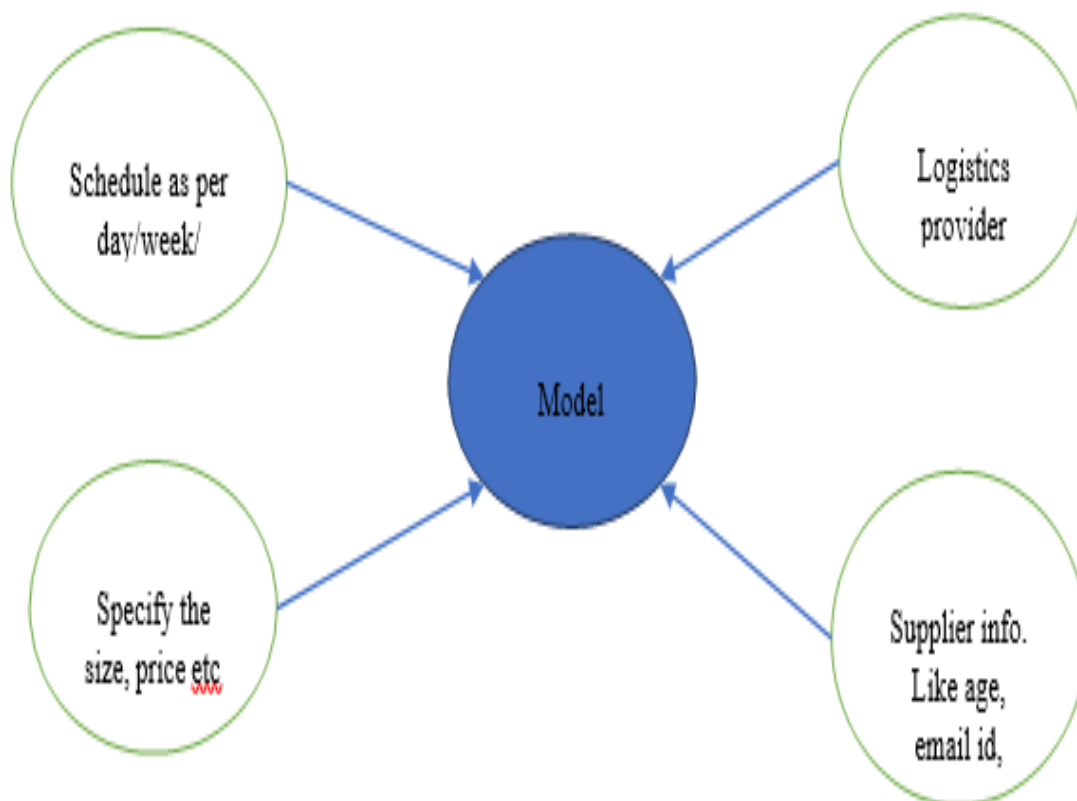 Schedule as per
day/week/
Logistics
provider
Model
Specify the
size, price etc
Supplier info.
Like age,
email id,